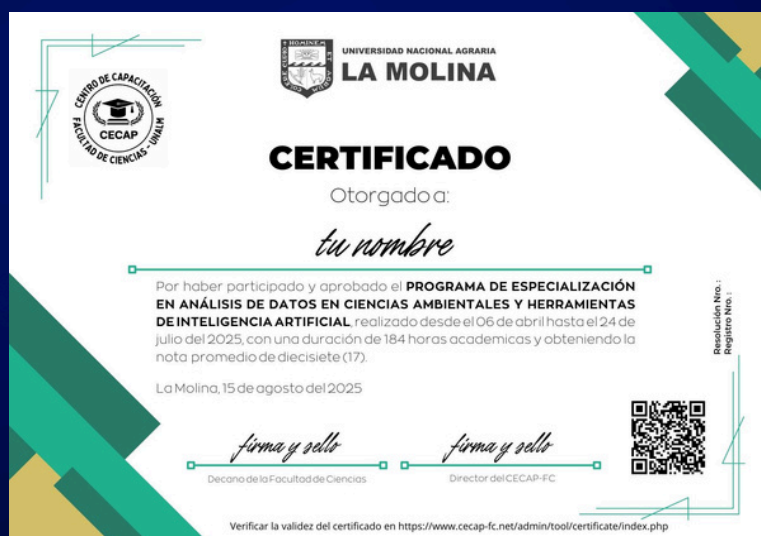 HOMINEM
UNIVERSIDAD NACIONAL AGRARIA
LA MOLINA
CENTRO DE CAPACITACIÓN
CECAP
FACULTAD DE CIENCIAS - UNALM
CERTIFICADO
Otorgado a:
tu nombre
Por haber participado y aprobado el PROGRAMA DE ESPECIALIZACIÓN
EN ANÁLISIS DE DATOS EN CIENCIAS AMBIENTALES Y HERRAMIENTAS
DE INTELIGENCIA ARTIFICIAL, realizado desde el 06 de abril hasta el 24 de
julio del 2025, con una duración de 184 horas academicas y obteniendo la
nota promedio de diecisiete (17).
Resolución Nro. :
Registro Nro. :
La Molina, 15 de agosto del 2025
firma y sello
firma y sello
Decano de la Facultad de Ciencias
Director del CECAP-FC
Verificar la validez del certificado en https://www.cecap-fc.net/admin/tool/certificate/index.php